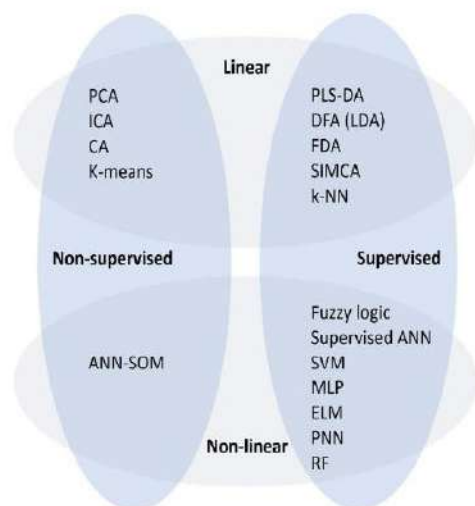 Linear
PCA
ICA
CA
K-means
PLS-DA
DFA (LDA)
FDA
SIMCA
k-NN
Non-supervised
Supervised
ANN-SOM
Fuzzy logic
Supervised ANN
SVM
MLP
ELM
PNN
RF
Non-linear